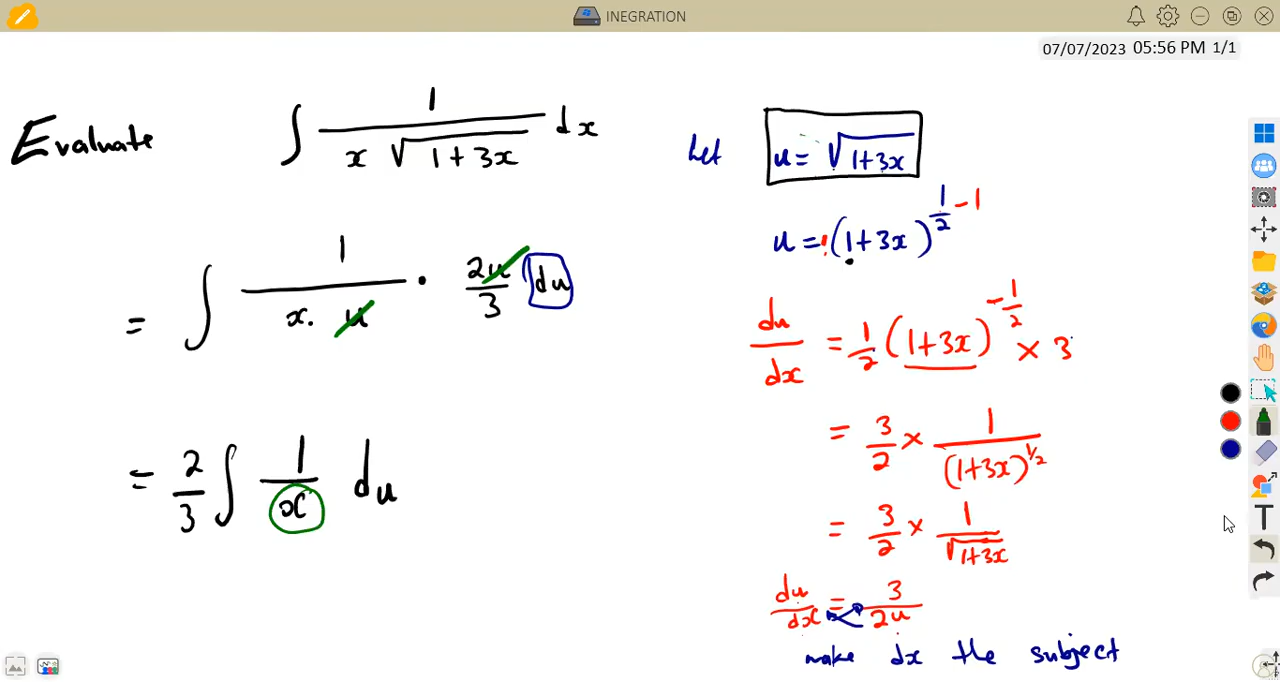 INEGRATION
07/07/2023 05:56 PM 1/1
Evaluate ∫ 1/(x √(1+3x)) dx
= ∫ 1/(x. u) · 2u/3 du
= 2/3 ∫ 1/x du
Let u = √(1+3x)
u = 1(1+3x)^(1/2 - 1)
du/dx = 1/2 (1+3x)^(-1/2) × 3
= 3/2 × 1/(1+3x)^(1/2)
= 3/2 × 1/√(1+3x)
du/dx = 3/2u
make dx the subject
T